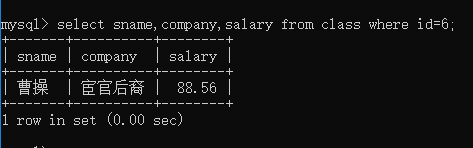 mysql> select sname,company,salary from class where id=6;
+-------+----------+--------+
| sname | company | salary |
+-------+----------+--------+
| 曹操 | 宦官后裔 | 88.56 |
+-------+----------+--------+
1 row in set (0.00 sec)